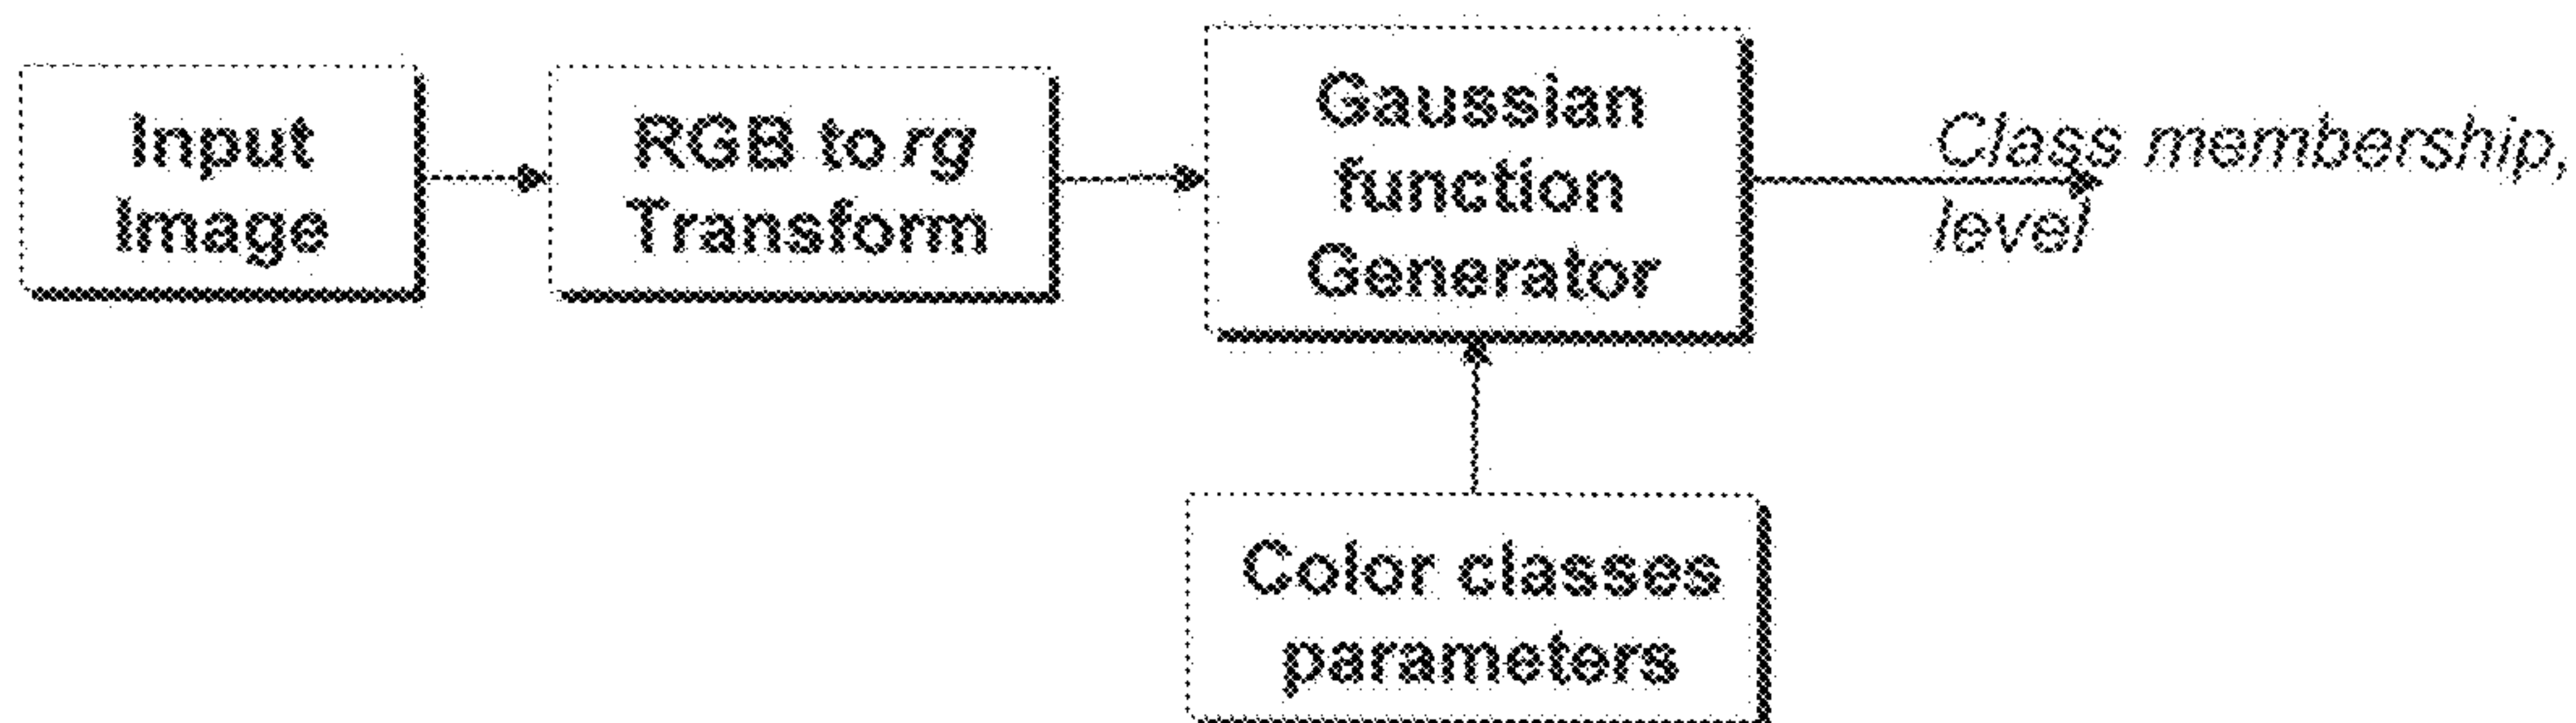 Input
Image
RGB to rg
Transform
Gaussian
function
Generator
Class membership,
level
Color classes
parameters